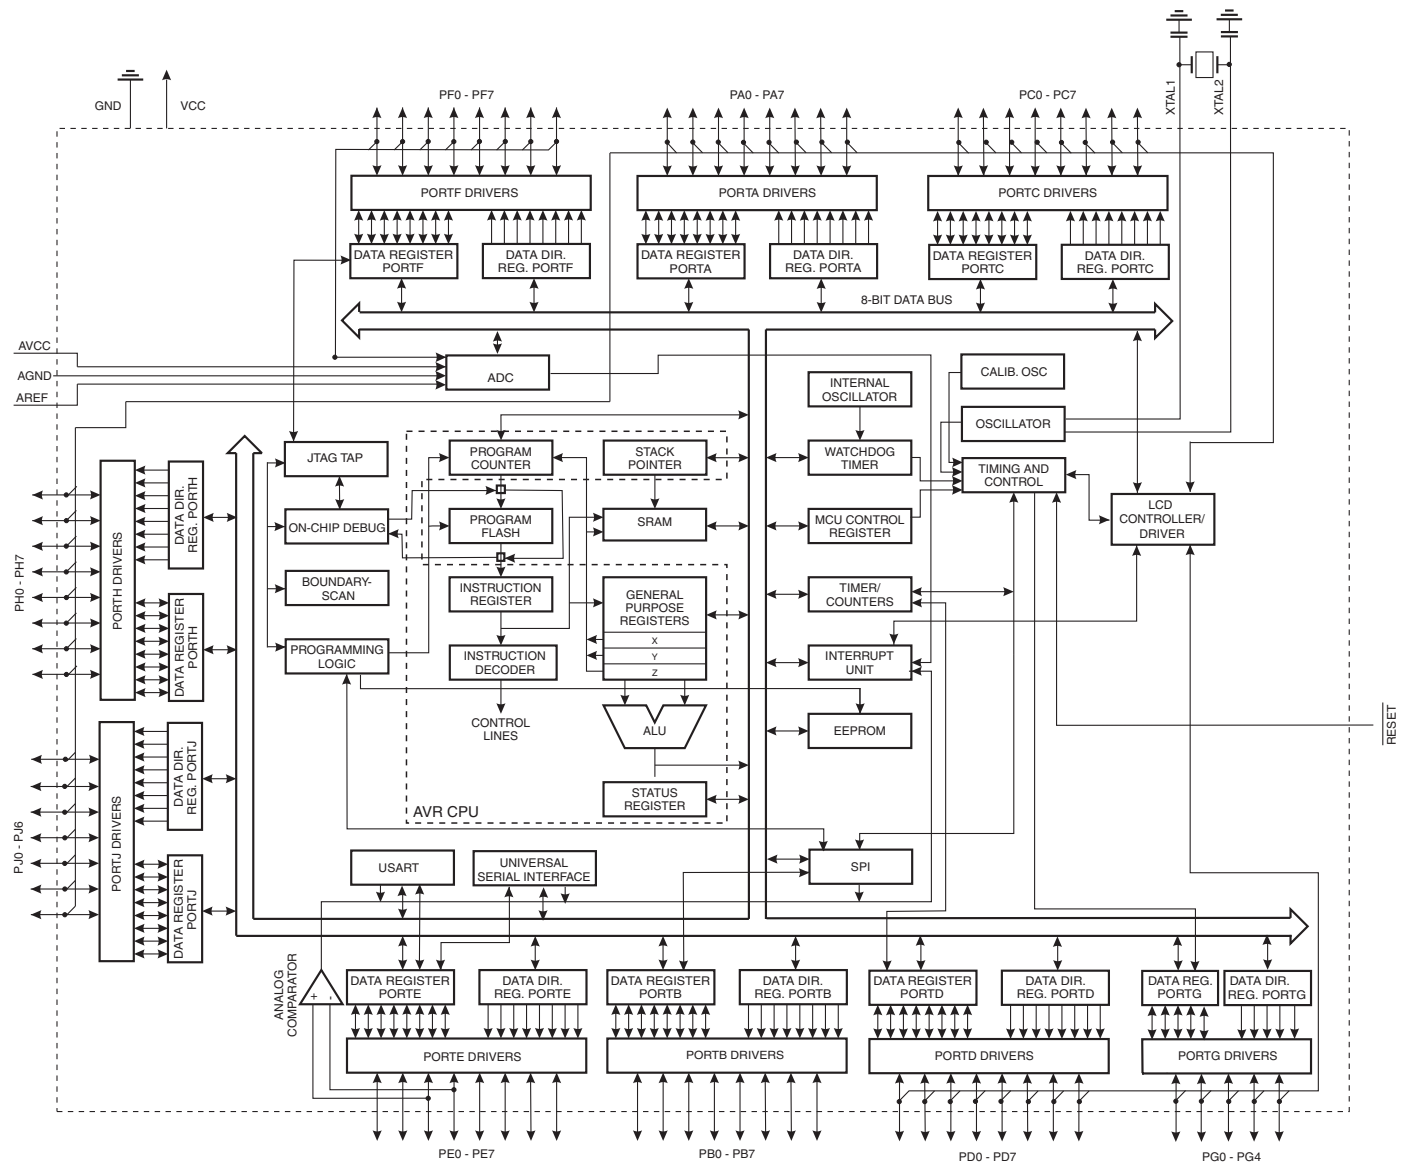 XTAL1
XTAL2
GND
VCC
PF0 - PF7
PA0 - PA7
PC0 - PC7
PORTF DRIVERS
PORTA DRIVERS
PORTC DRIVERS
DATA REGISTER
PORTF
DATA DIR.
REG. PORTF
DATA REGISTER
PORTA
DATA DIR.
REG. PORTA
DATA REGISTER
PORTC
DATA DIR.
REG. PORTC
8-BIT DATA BUS
AVCC
AGND
AREF
ADC
INTERNAL
OSCILLATOR
CALIB. OSC
OSCILLATOR
JTAG TAP
PROGRAM
COUNTER
STACK
POINTER
WATCHDOG
TIMER
TIMING AND
CONTROL
LCD
CONTROLLER/
DRIVER
ON-CHIP DEBUG
PROGRAM
FLASH
SRAM
MCU CONTROL
REGISTER
BOUNDARY-
SCAN
INSTRUCTION
REGISTER
GENERAL
PURPOSE
REGISTERS
X
Y
Z
TIMER/
COUNTERS
PROGRAMMING
LOGIC
INSTRUCTION
DECODER
INTERRUPT
UNIT
CONTROL
LINES
ALU
EEPROM
RESET
STATUS
REGISTER
AVR CPU
PH0 - PH7
PORTH DRIVERS
DATA DIR.
REG. PORTH
DATA REGISTER
PORTH
PJ0 - PJ6
PORTJ DRIVERS
DATA DIR.
REG. PORTJ
DATA REGISTER
PORTJ
USART
UNIVERSAL
SERIAL INTERFACE
SPI
ANALOG
COMPARATOR
+
-
DATA REGISTER
PORTE
DATA DIR.
REG. PORTE
DATA REGISTER
PORTB
DATA DIR.
REG. PORTB
DATA REGISTER
PORTD
DATA DIR.
REG. PORTD
DATA REG.
PORTG
DATA DIR.
REG. PORTG
PORTE DRIVERS
PORTB DRIVERS
PORTD DRIVERS
PORTG DRIVERS
PE0 - PE7
PB0 - PB7
PD0 - PD7
PG0 - PG4